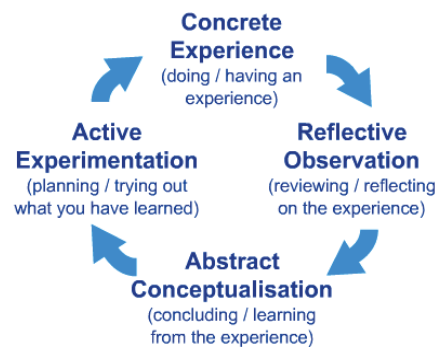 Concrete
Experience
(doing / having an
experience)
Active
Experimentation
(planning / trying out
what you have learned)
Reflective
Observation
(reviewing / reflecting
on the experience)
Abstract
Conceptualisation
(concluding / learning
from the experience)